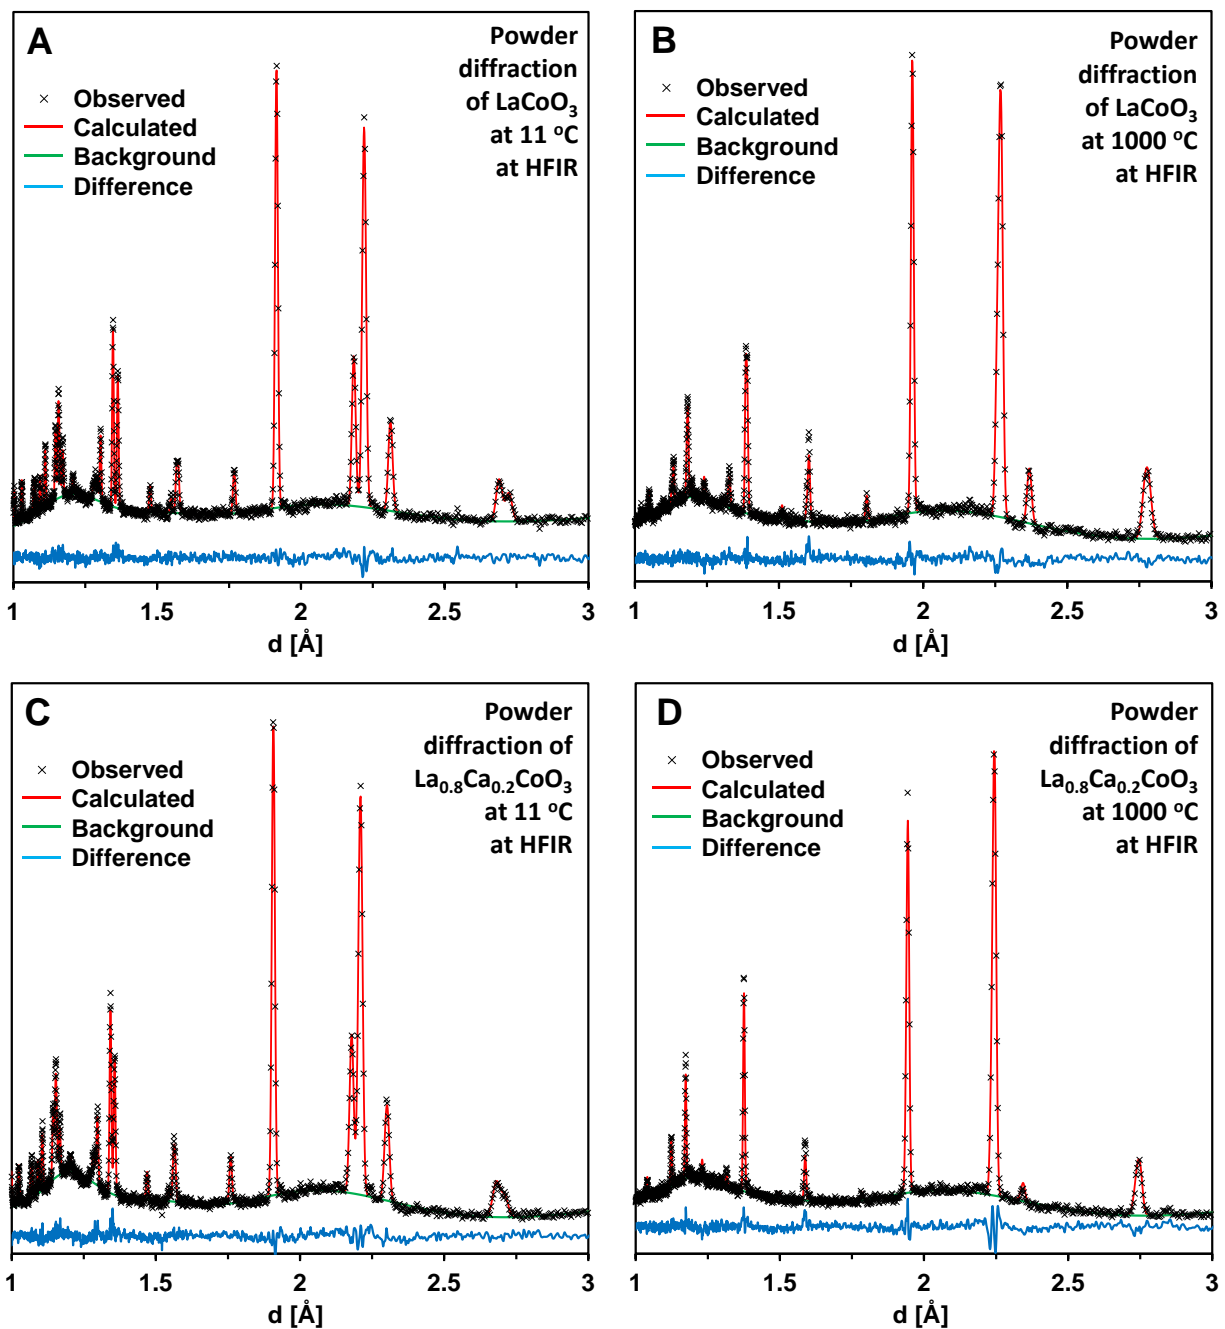 A
Powder
diffraction
of LaCoO₃
at 11 ºC
at HFIR
× Observed
Calculated
Background
Difference
1 1.5 2 2.5 3
d [Å]
B
Powder
diffraction
of LaCoO₃
at 1000 ºC
at HFIR
× Observed
Calculated
Background
Difference
1 1.5 2 2.5 3
d [Å]
C
Powder
diffraction of
La₀.₈Ca₀.₂CoO₃
at 11 ºC
at HFIR
× Observed
Calculated
Background
Difference
1 1.5 2 2.5 3
d [Å]
D
Powder
diffraction of
La₀.₈Ca₀.₂CoO₃
at 1000 ºC
at HFIR
× Observed
Calculated
Background
Difference
1 1.5 2 2.5 3
d [Å]